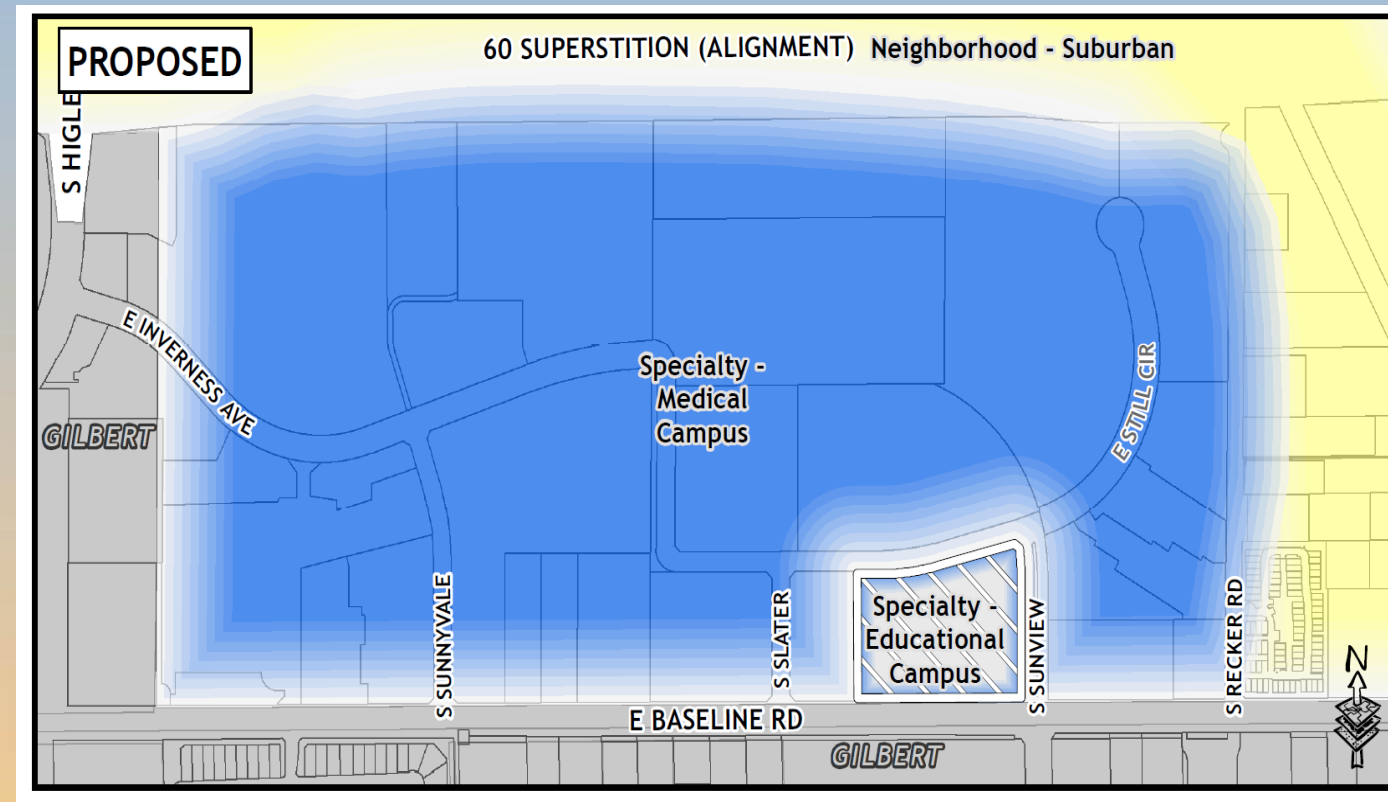 PROPOSED
60 SUPERSTITION (ALIGNMENT) Neighborhood - Suburban
S HIGLE
E INVERNESS AVE
GILBERT
Specialty -
Medical
Campus
E STILL CIR
S SUNNYVALE
S SLATER
Specialty -
Educational
Campus
S SUNVIEW
S RECKER RD
N
E BASELINE RD
GILBERT